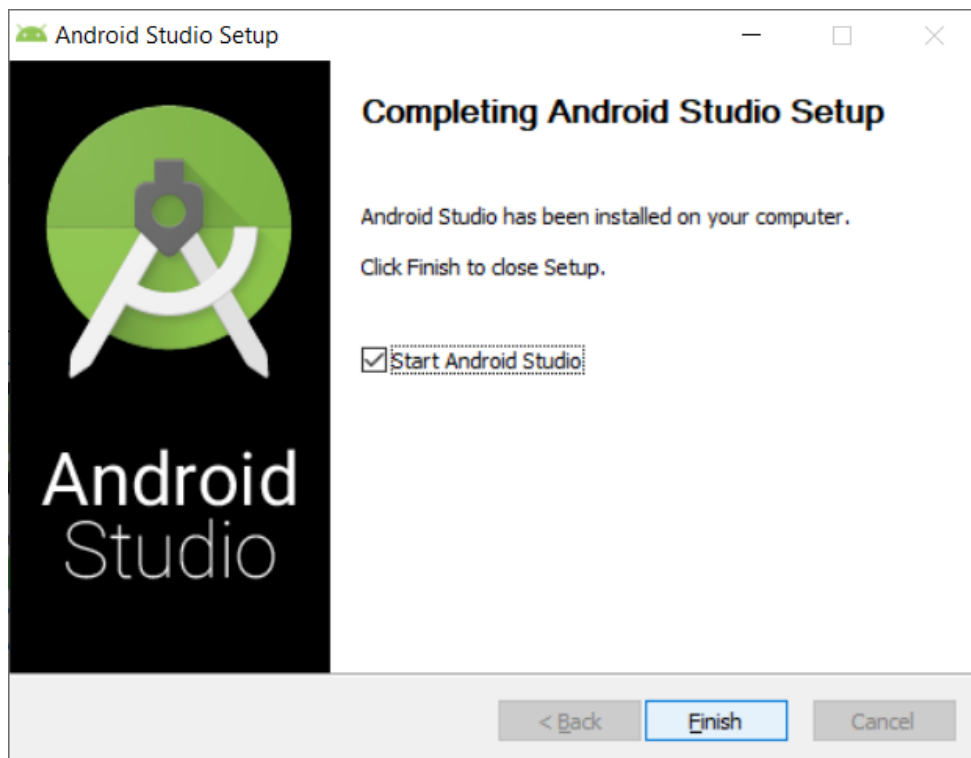 Android Studio Setup
Completing Android Studio Setup
Android Studio has been installed on your computer.
Click Finish to close Setup.
Start Android Studio
Android
Studio
< Back
Finish
Cancel